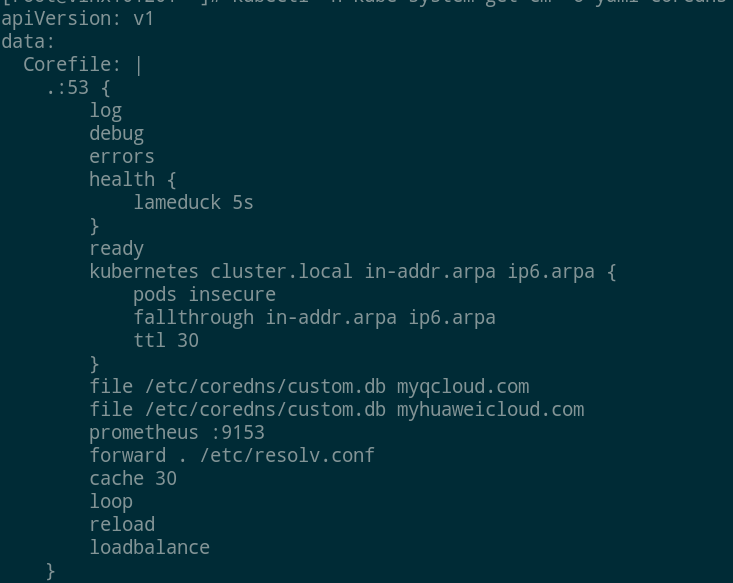 apiVersion: v1
data:
  Corefile: |
    .:53 {
        log
        debug
        errors
        health {
            lameduck 5s
        }
        ready
        kubernetes cluster.local in-addr.arpa ip6.arpa {
            pods insecure
            fallthrough in-addr.arpa ip6.arpa
            ttl 30
        }
        file /etc/coredns/custom.db myqcloud.com
        file /etc/coredns/custom.db myhuaweicloud.com
        prometheus :9153
        forward . /etc/resolv.conf
        cache 30
        loop
        reload
        loadbalance
    }